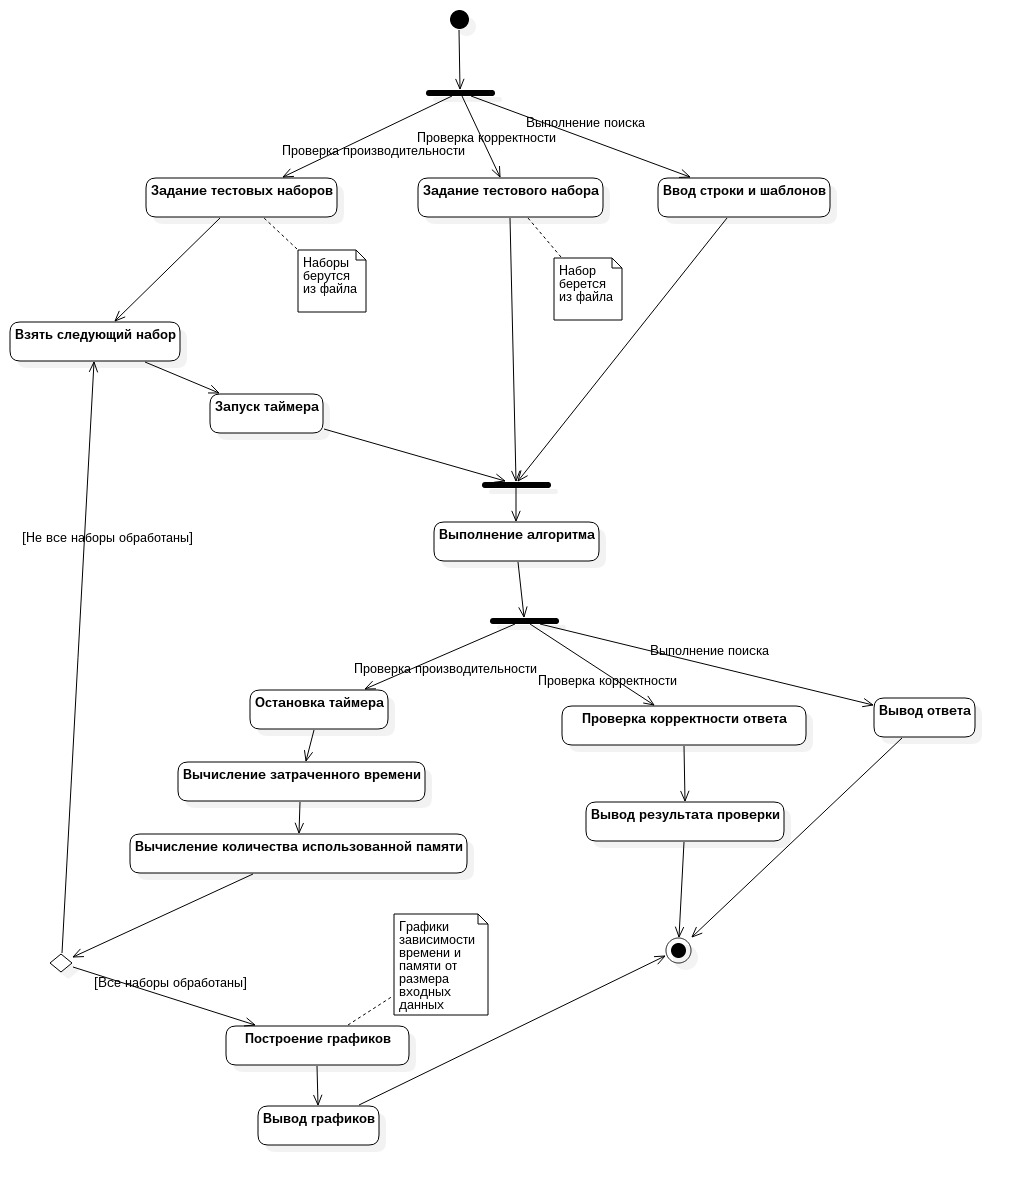 Выполнение поиска
Проверка корректности
Проверка производительности
Задание тестовых наборов
Задание тестового набора
Ввод строки и шаблонов
Наборы
берутся
из файла
Набор
берется
из файла
Взять следующий набор
Запуск таймера
[Не все наборы обработаны]
Выполнение алгоритма
Выполнение поиска
Проверка производительности
Проверка корректности
Остановка таймера
Проверка корректности ответа
Вывод ответа
Вычисление затраченного времени
Вывод результата проверки
Вычисление количества использованной памяти
Графики
зависимости
времени и
памяти от
размера
входных
данных
[Все наборы обработаны]
Построение графиков
Вывод графиков